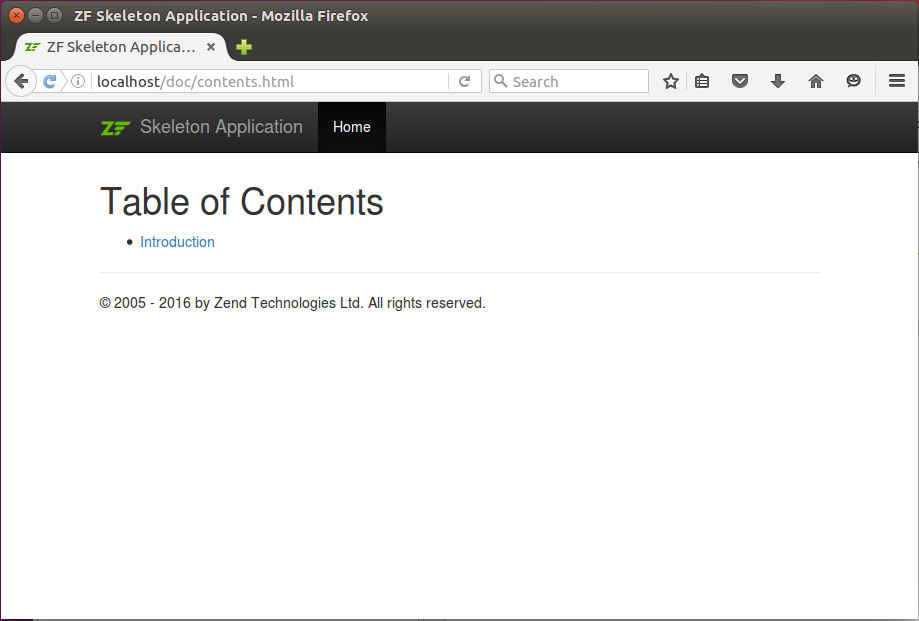 ZF Skeleton Application - Mozilla Firefox
ZF Skeleton Applica...
localhost/doc/contents.html
Search
ZF Skeleton Application
Home
Table of Contents
Introduction
© 2005 - 2016 by Zend Technologies Ltd. All rights reserved.